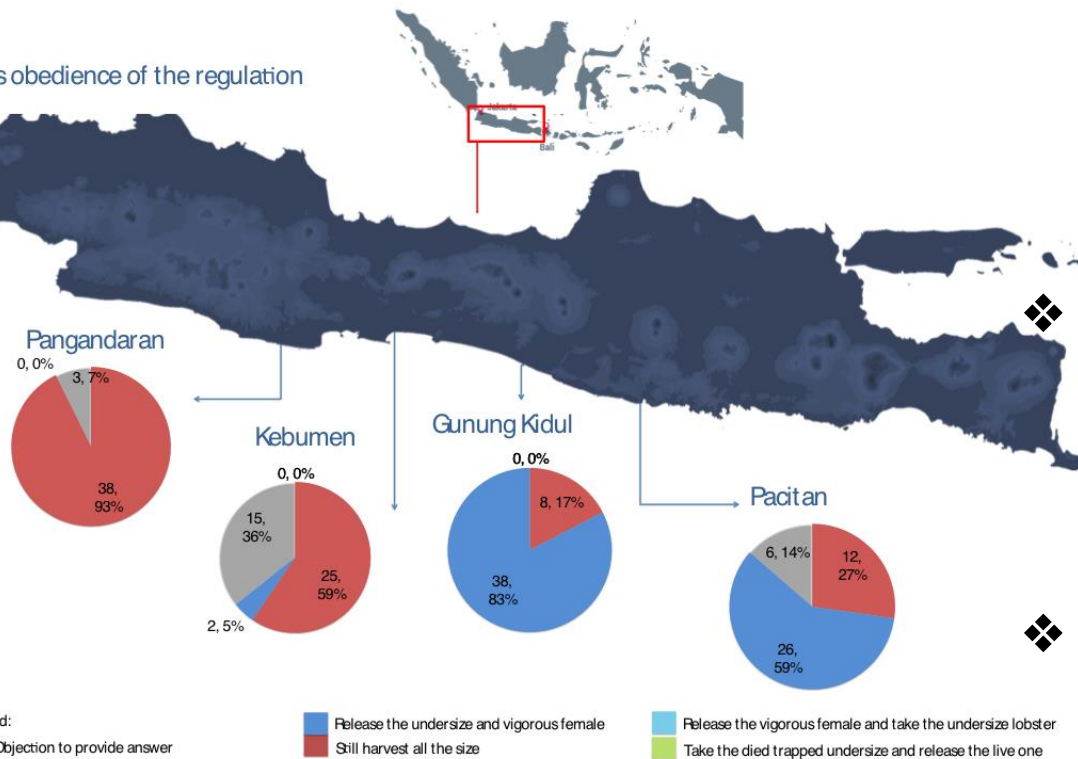 s obedience of the regulation
Jakarta
Bali
Pangandaran
0, 0%
3, 7%
38,
93%
Kebumen
0, 0%
15,
36%
25,
59%
2, 5%
Gunung Kidul
0, 0%
8, 17%
38,
83%
Pacitan
6, 14%
12,
27%
26,
59%
d:
Objection to provide answer
Release the undersize and vigorous female
Still harvest all the size
Release the vigorous female and take the undersize lobster
Take the died trapped undersize and release the live one